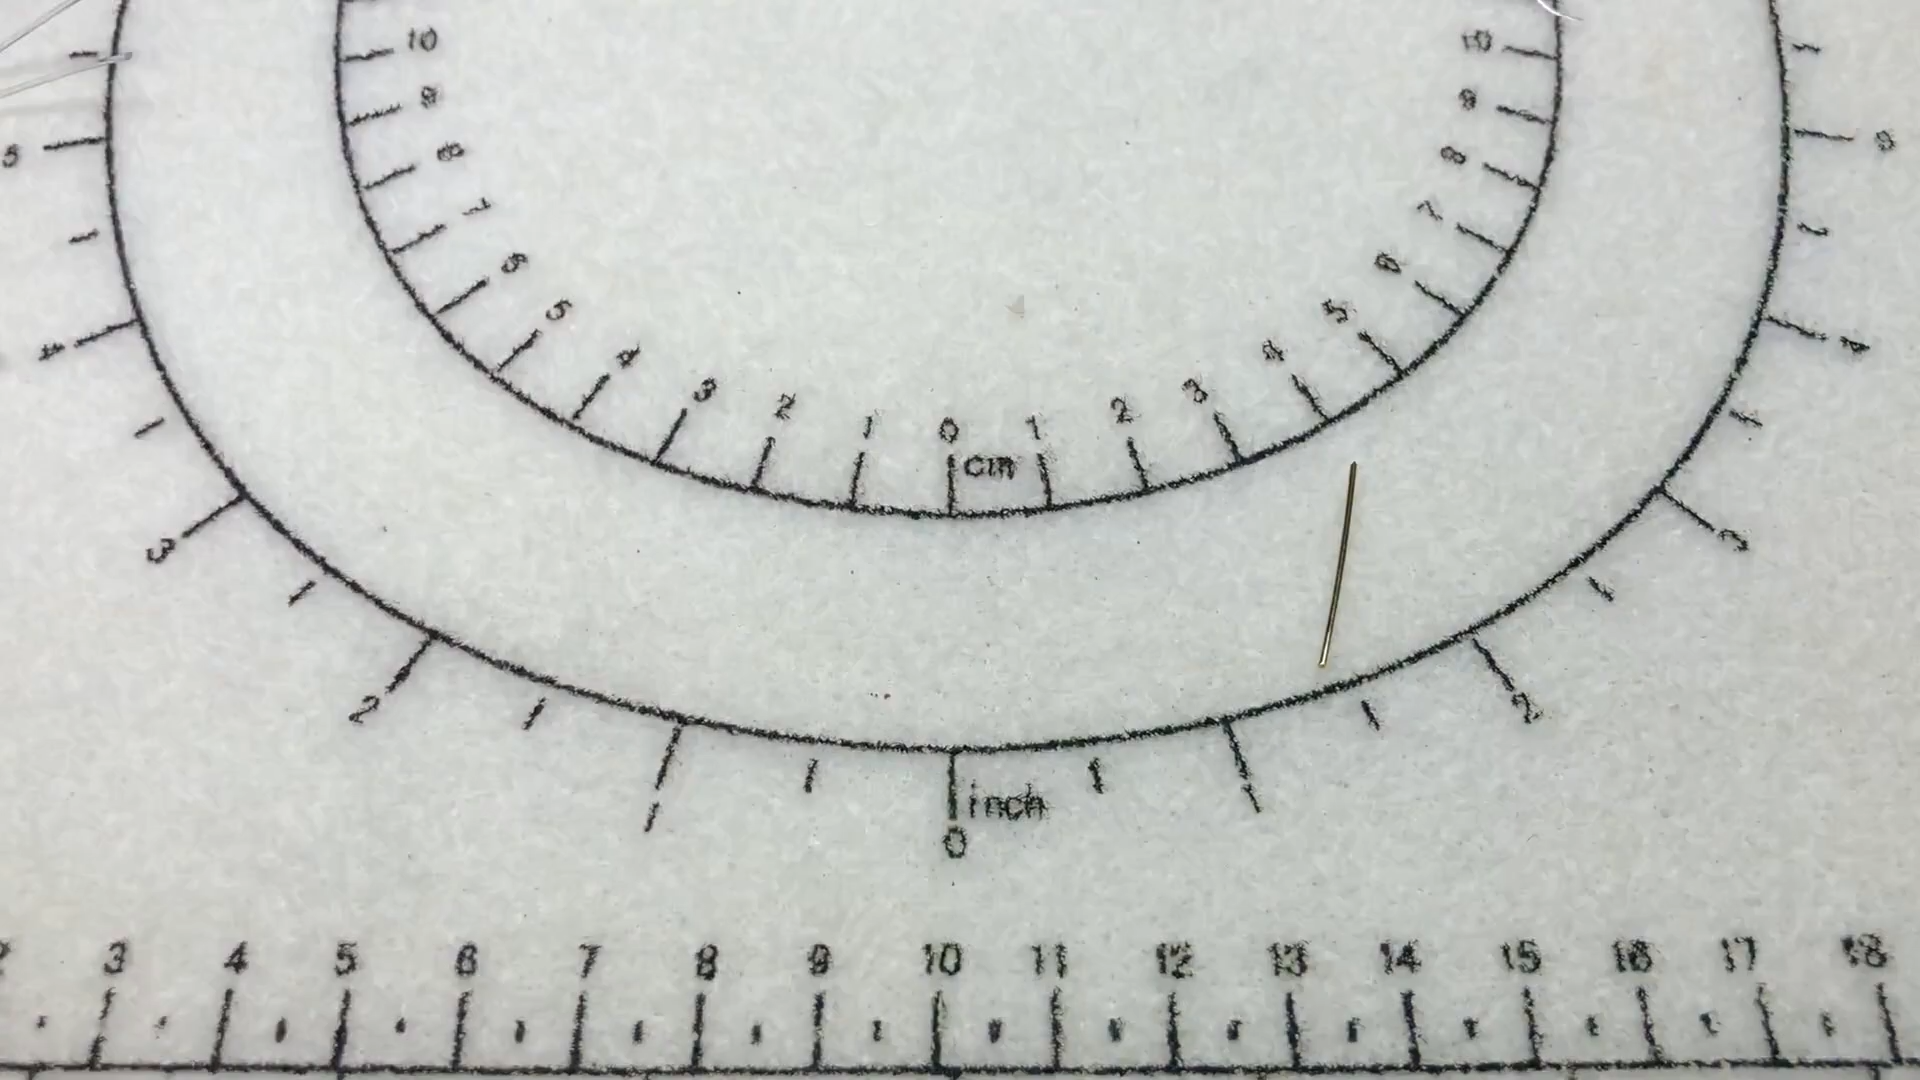 10 10
9 9
5 8 8 6
7 7
6 6
5 5
4 4 4 4
3 3
2 1 0 1 2
cm
3 3
2 2
1 inch 1
0
3 4 5 6 7 8 9 10 11 12 13 14 15 16 17 18